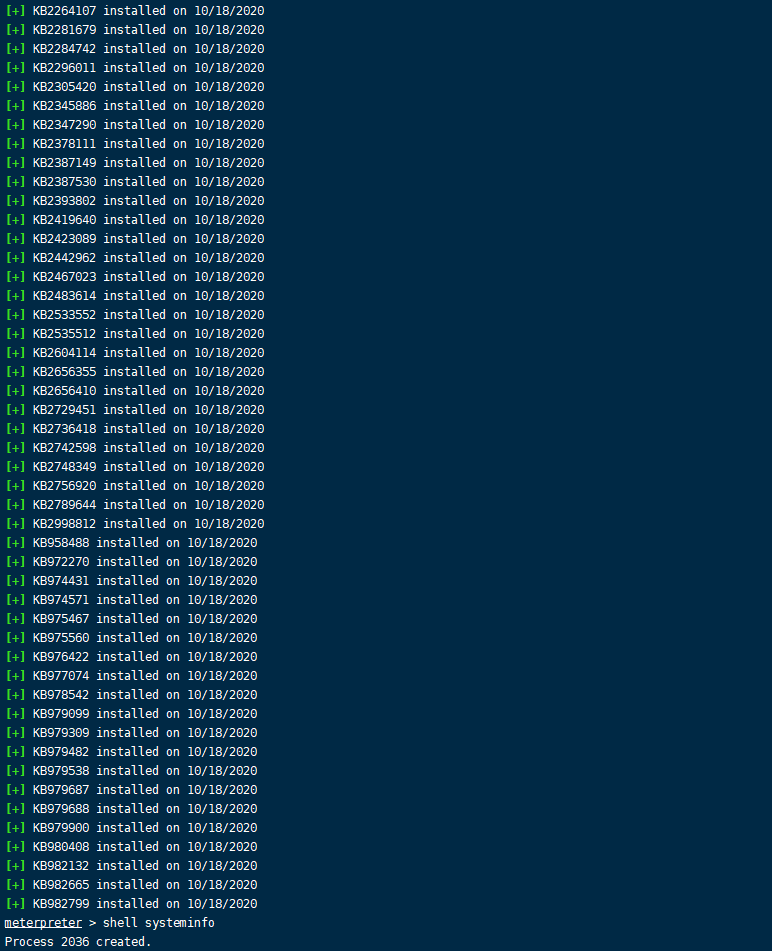 [+] KB2264107 installed on 10/18/2020
[+] KB2281679 installed on 10/18/2020
[+] KB2284742 installed on 10/18/2020
[+] KB2296011 installed on 10/18/2020
[+] KB2305420 installed on 10/18/2020
[+] KB2345886 installed on 10/18/2020
[+] KB2347290 installed on 10/18/2020
[+] KB2378111 installed on 10/18/2020
[+] KB2387149 installed on 10/18/2020
[+] KB2387530 installed on 10/18/2020
[+] KB2393802 installed on 10/18/2020
[+] KB2419640 installed on 10/18/2020
[+] KB2423089 installed on 10/18/2020
[+] KB2442962 installed on 10/18/2020
[+] KB2467023 installed on 10/18/2020
[+] KB2483614 installed on 10/18/2020
[+] KB2533552 installed on 10/18/2020
[+] KB2535512 installed on 10/18/2020
[+] KB2604114 installed on 10/18/2020
[+] KB2656355 installed on 10/18/2020
[+] KB2656410 installed on 10/18/2020
[+] KB2729451 installed on 10/18/2020
[+] KB2736418 installed on 10/18/2020
[+] KB2742598 installed on 10/18/2020
[+] KB2748349 installed on 10/18/2020
[+] KB2756920 installed on 10/18/2020
[+] KB2789644 installed on 10/18/2020
[+] KB2998812 installed on 10/18/2020
[+] KB958488 installed on 10/18/2020
[+] KB972270 installed on 10/18/2020
[+] KB974431 installed on 10/18/2020
[+] KB974571 installed on 10/18/2020
[+] KB975467 installed on 10/18/2020
[+] KB975560 installed on 10/18/2020
[+] KB976422 installed on 10/18/2020
[+] KB977074 installed on 10/18/2020
[+] KB978542 installed on 10/18/2020
[+] KB979099 installed on 10/18/2020
[+] KB979309 installed on 10/18/2020
[+] KB979482 installed on 10/18/2020
[+] KB979538 installed on 10/18/2020
[+] KB979687 installed on 10/18/2020
[+] KB979688 installed on 10/18/2020
[+] KB979900 installed on 10/18/2020
[+] KB980408 installed on 10/18/2020
[+] KB982132 installed on 10/18/2020
[+] KB982665 installed on 10/18/2020
[+] KB982799 installed on 10/18/2020
meterpreter > shell systeminfo
Process 2036 created.